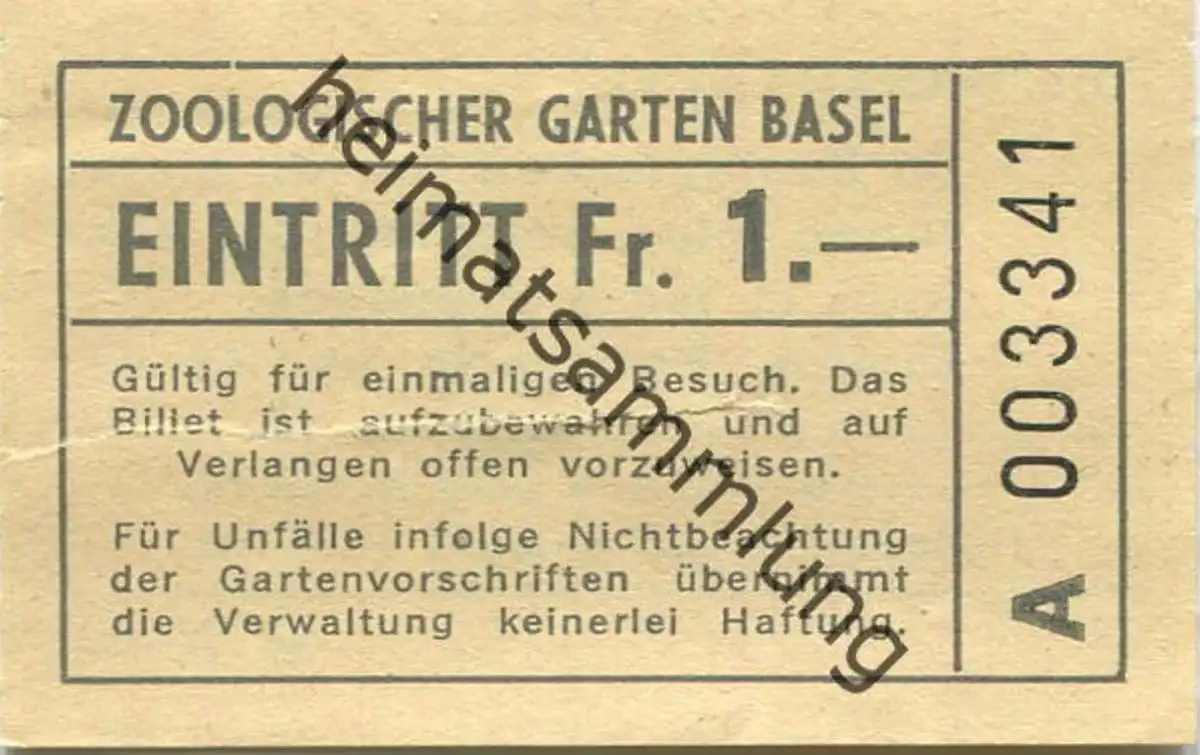 ZOOLOGISCHER GARTEN BASEL
EINTRITT Fr. 1.—
Gültig für einmaligen Besuch. Das
Billet ist aufzubewahren und auf
Verlangen offen vorzuweisen.
Für Unfälle infolge Nichtbeachtung
der Gartenvorschriften übernimmt
die Verwaltung keinerlei Haftung.
A 003341
heimatsammlung